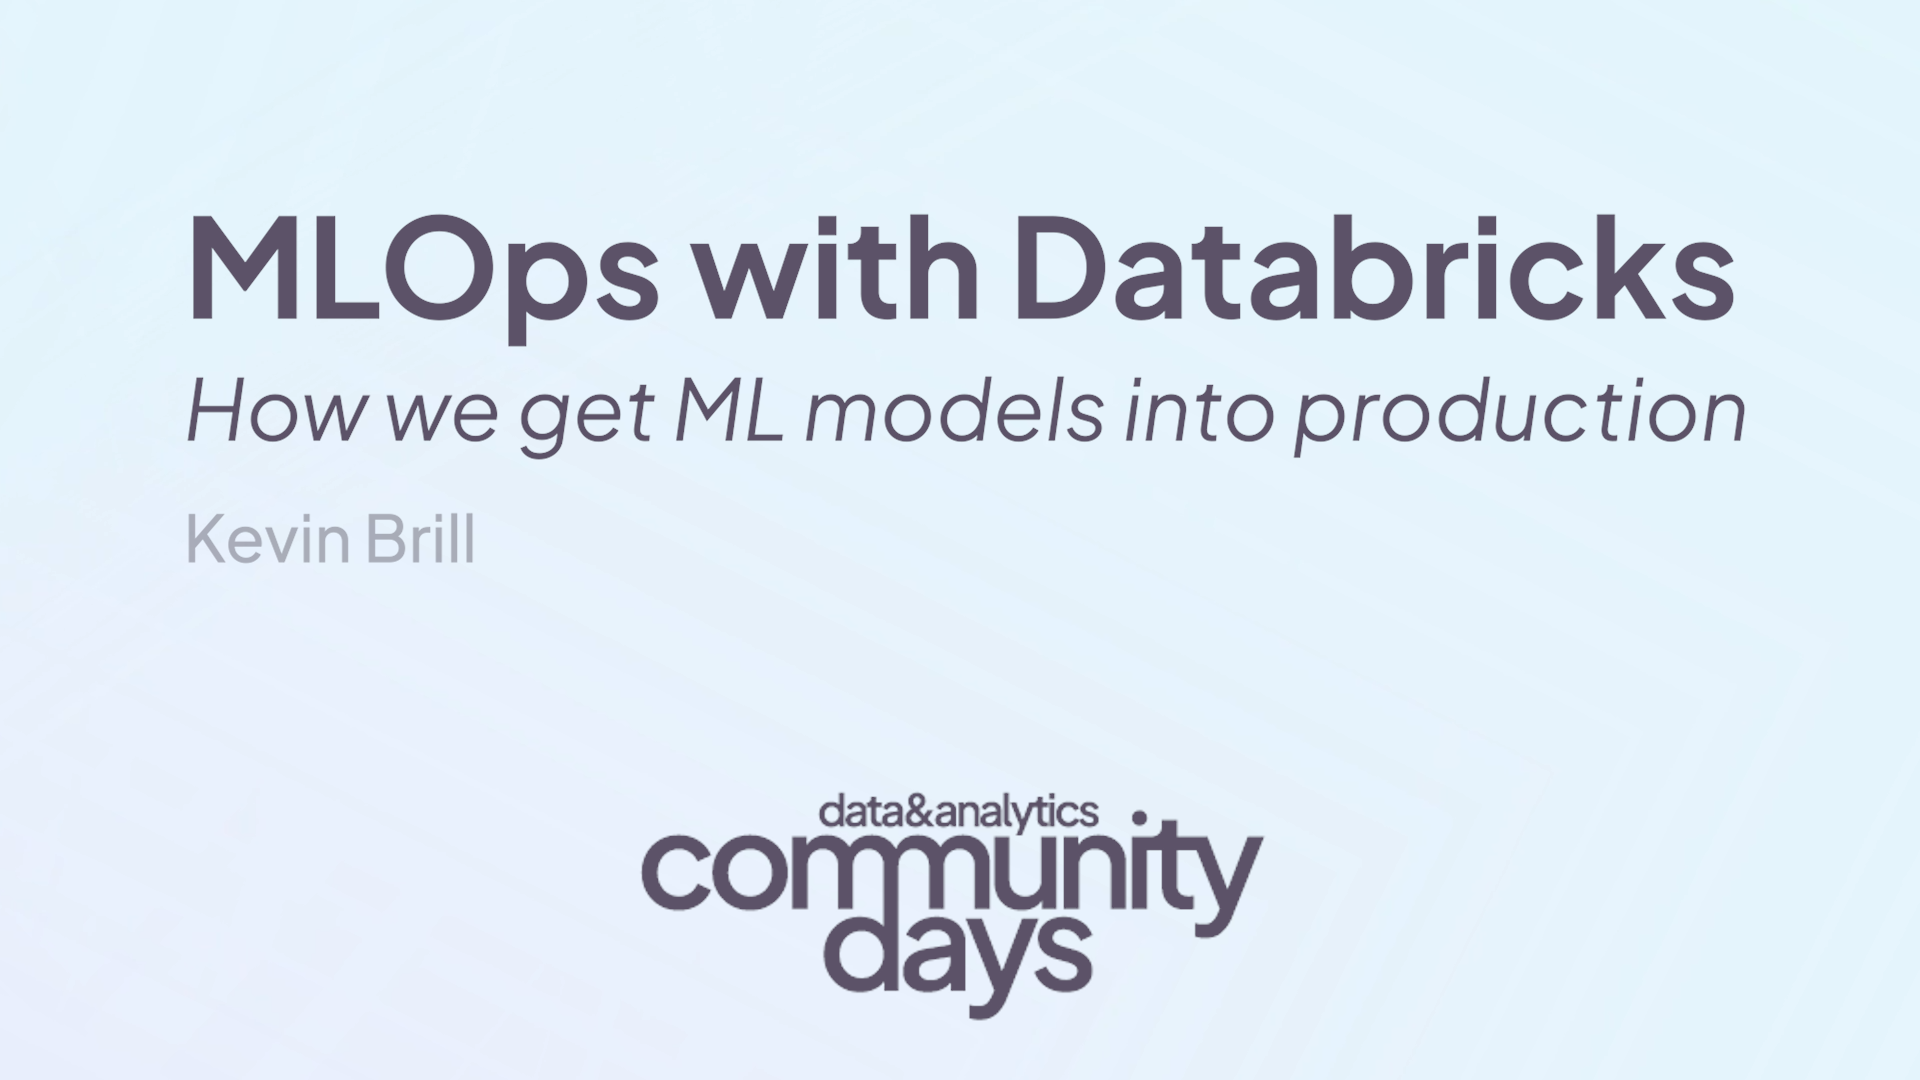 MLOps with Databricks
How we get ML models into production
Kevin Brill
data&analytics
community
days